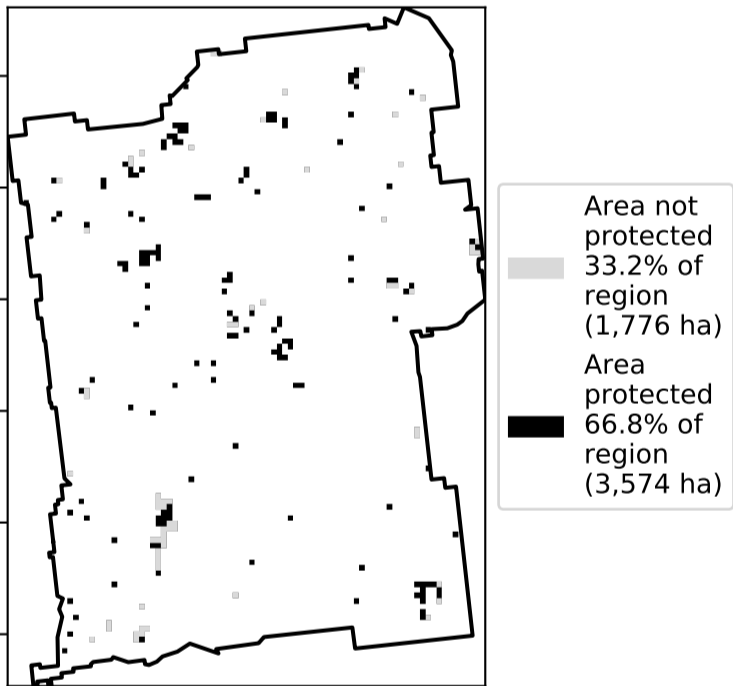 Area not
protected
33.2% of
region
(1,776 ha)
Area
protected
66.8% of
region
(3,574 ha)